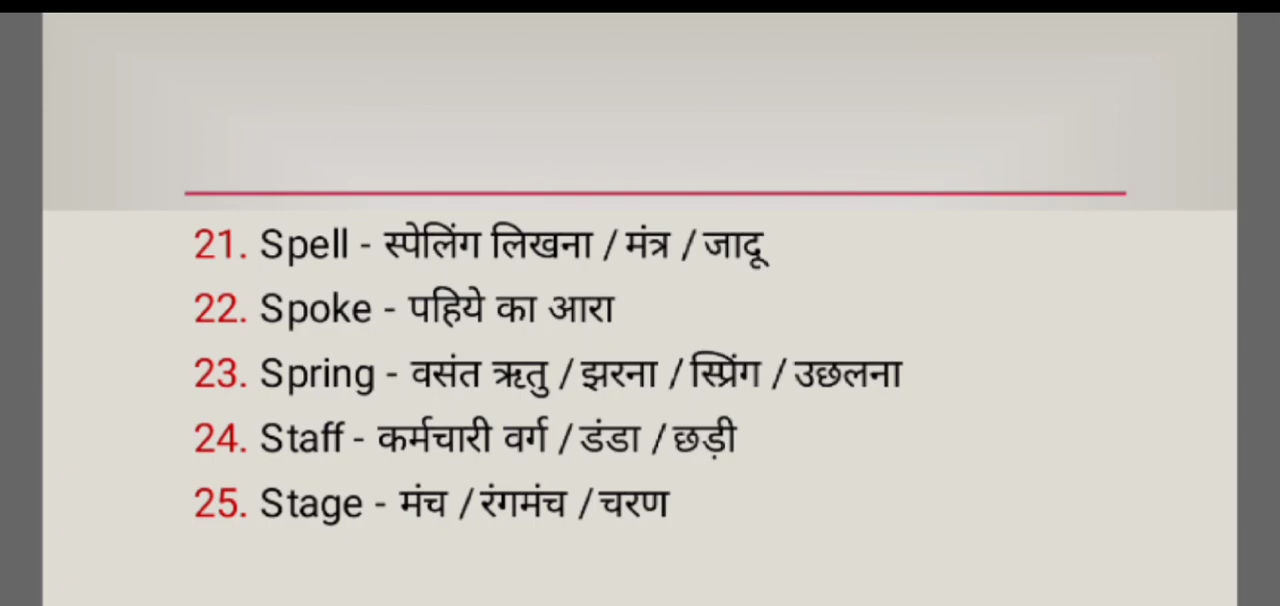 21. Spell - स्पेलिंग लिखना / मंत्र / जादू
22. Spoke - पहिये का आरा
23. Spring - वसंत ऋतु / झरना / स्प्रिंग / उछलना
24. Staff - कर्मचारी वर्ग / डंडा / छड़ी
25. Stage - मंच / रंगमंच / चरण